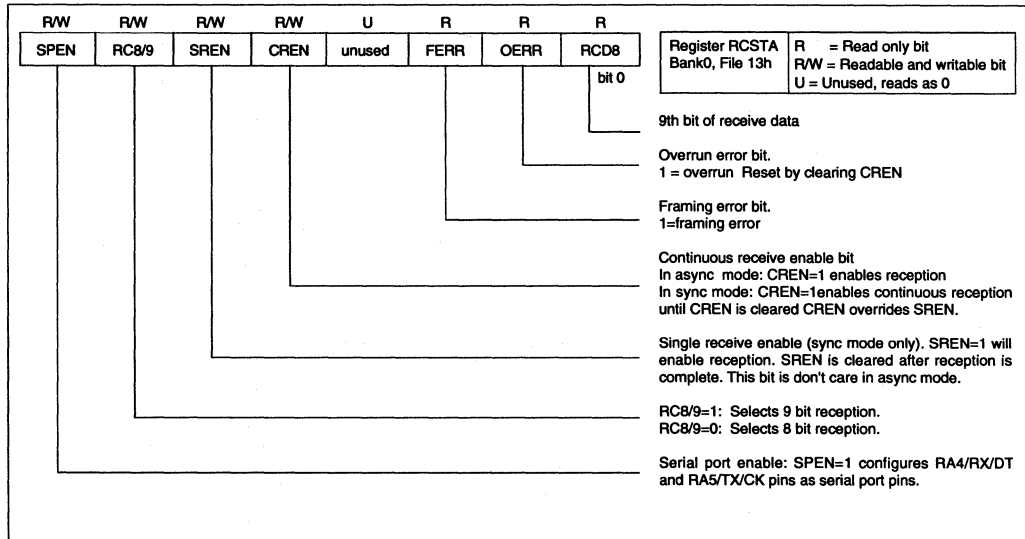 R/W R/W R/W R/W U R R R
SPEN RC8/9 SREN CREN unused FERR OERR RCD8
bit 0
Register RCSTA
Bank0, File 13h
R = Read only bit
R/W = Readable and writable bit
U = Unused, reads as 0
9th bit of receive data
Overrun error bit.
1 = overrun Reset by clearing CREN
Framing error bit.
1=framing error
Continuous receive enable bit
In async mode: CREN=1 enables reception
In sync mode: CREN=1enables continuous reception
until CREN is cleared CREN overrides SREN.
Single receive enable (sync mode only). SREN=1 will
enable reception. SREN is cleared after reception is
complete. This bit is don't care in async mode.
RC8/9=1: Selects 9 bit reception.
RC8/9=0: Selects 8 bit reception.
Serial port enable: SPEN=1 configures RA4/RX/DT
and RA5/TX/CK pins as serial port pins.